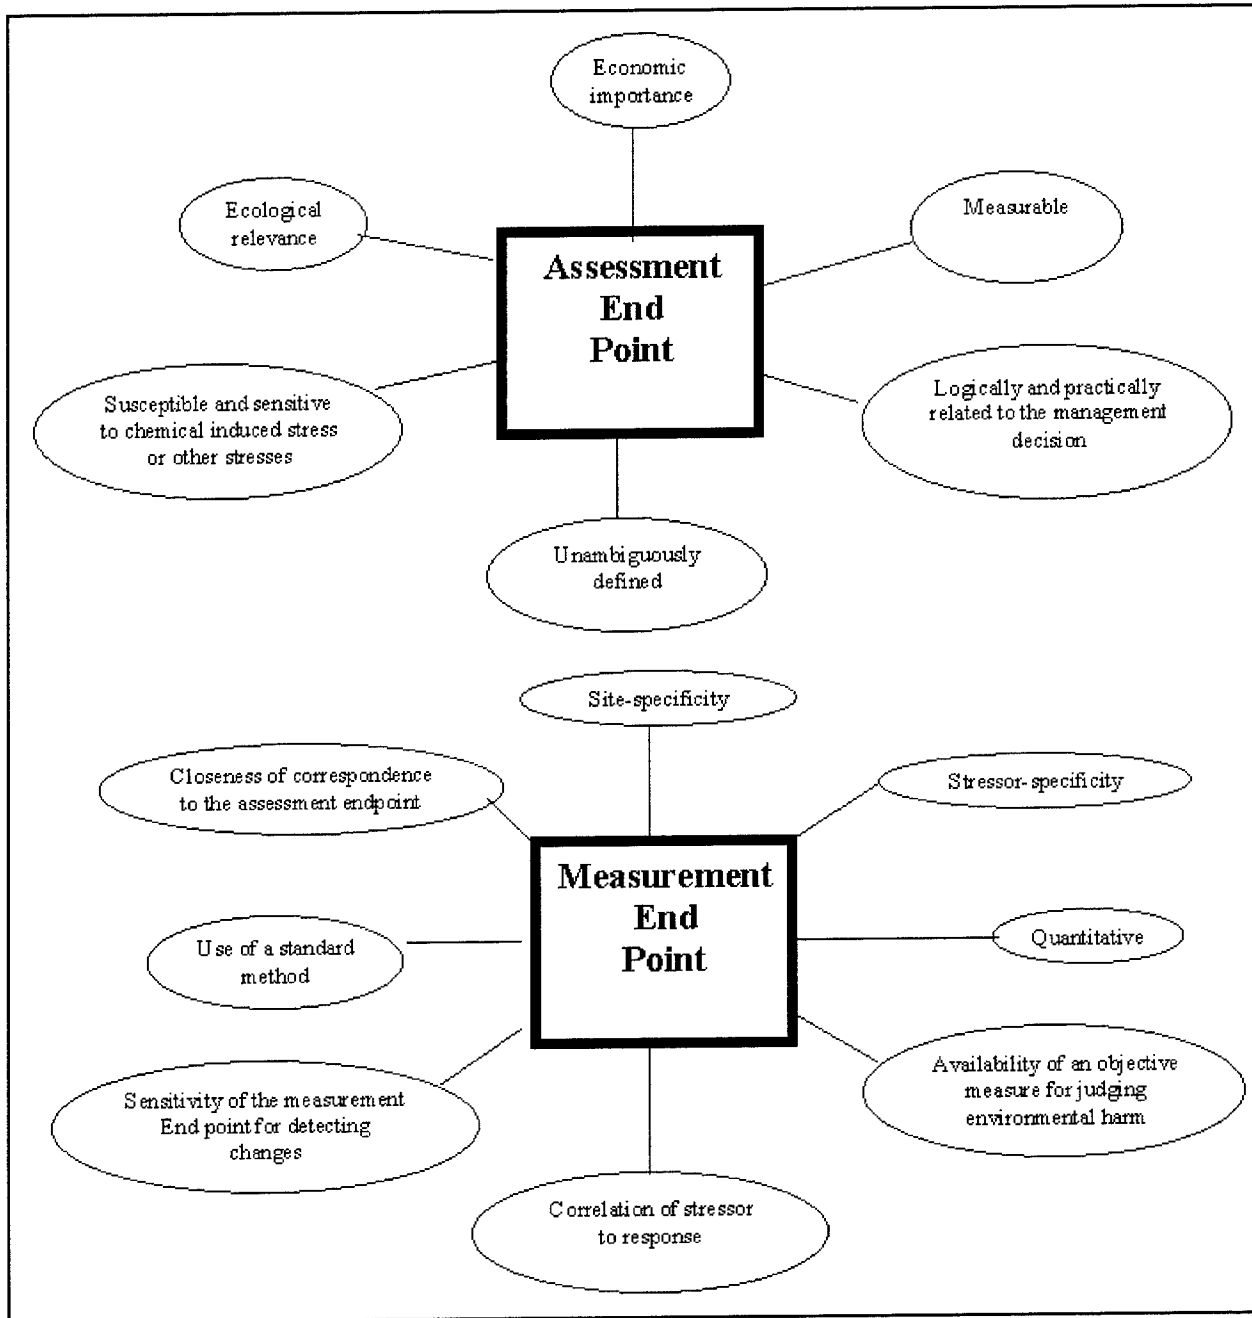 Economic
importance
Ecological
relevance
Measurable
Assessment
End
Point
Susceptible and sensitive
to chemical induced stress
or other stresses
Logically and practically
related to the management
decision
Unambiguously
defined
Site-specificity
Closeness of correspondence
to the assessment endpoint
Stressor-specificity
Measurement
End
Point
Use of a standard
method
Quantitative
Sensitivity of the measurement
End point for detecting
changes
Availability of an objective
measure for judging
environmental harm
Correlation of stressor
to response